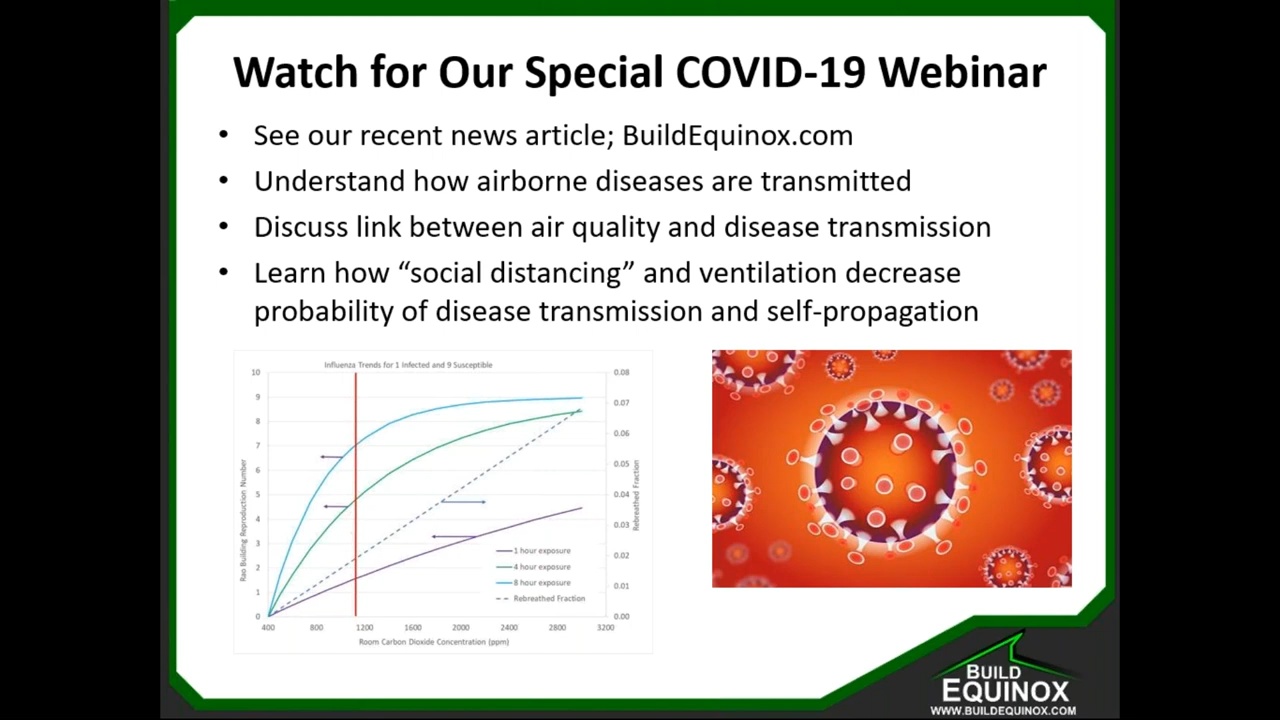 Watch for Our Special COVID-19 Webinar
• See our recent news article; BuildEquinox.com
• Understand how airborne diseases are transmitted
• Discuss link between air quality and disease transmission
• Learn how “social distancing” and ventilation decrease
probability of disease transmission and self-propagation
Influenza Trends for 1 Infected and 9 Susceptible
10
9
8
7
6
5
4
3
2
1
0
Rao Building Reproduction Number
0.08
0.07
0.06
0.05
0.04
0.03
0.02
0.01
0.00
Rebreathed Fraction
1 hour exposure
4 hour exposure
8 hour exposure
Rebreathed Fraction
400 800 1200 1600 2000 2400 2800 3200
Room Carbon Dioxide Concentration (ppm)
BUILD
EQUINOX
WWW.BUILDEQUINOX.COM